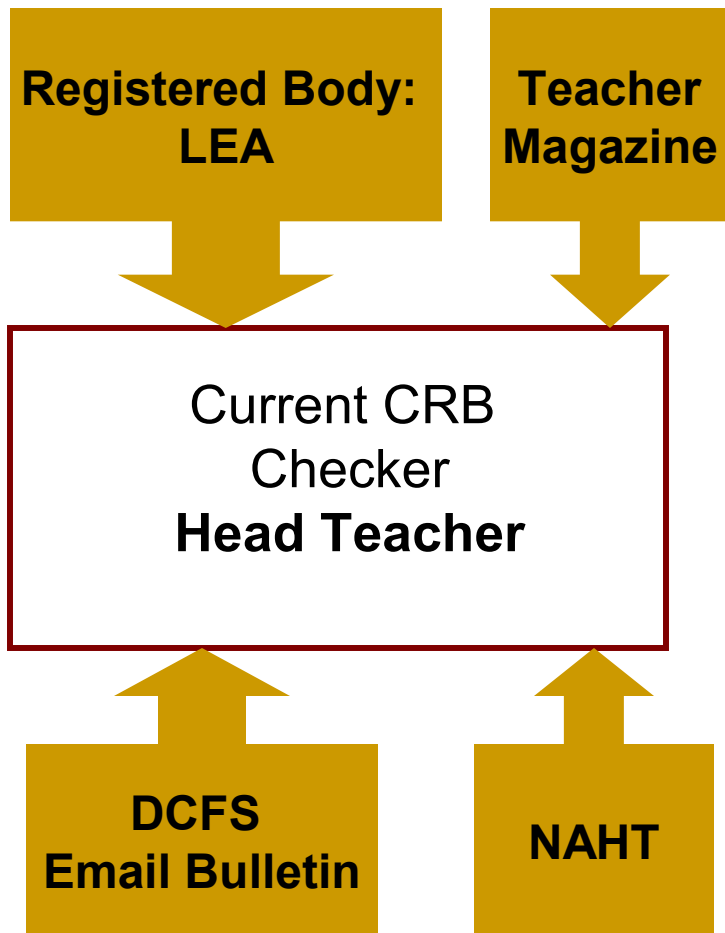 Registered Body:
LEA
Teacher
Magazine
Current CRB
Checker
Head Teacher
DCFS
Email Bulletin
NAHT